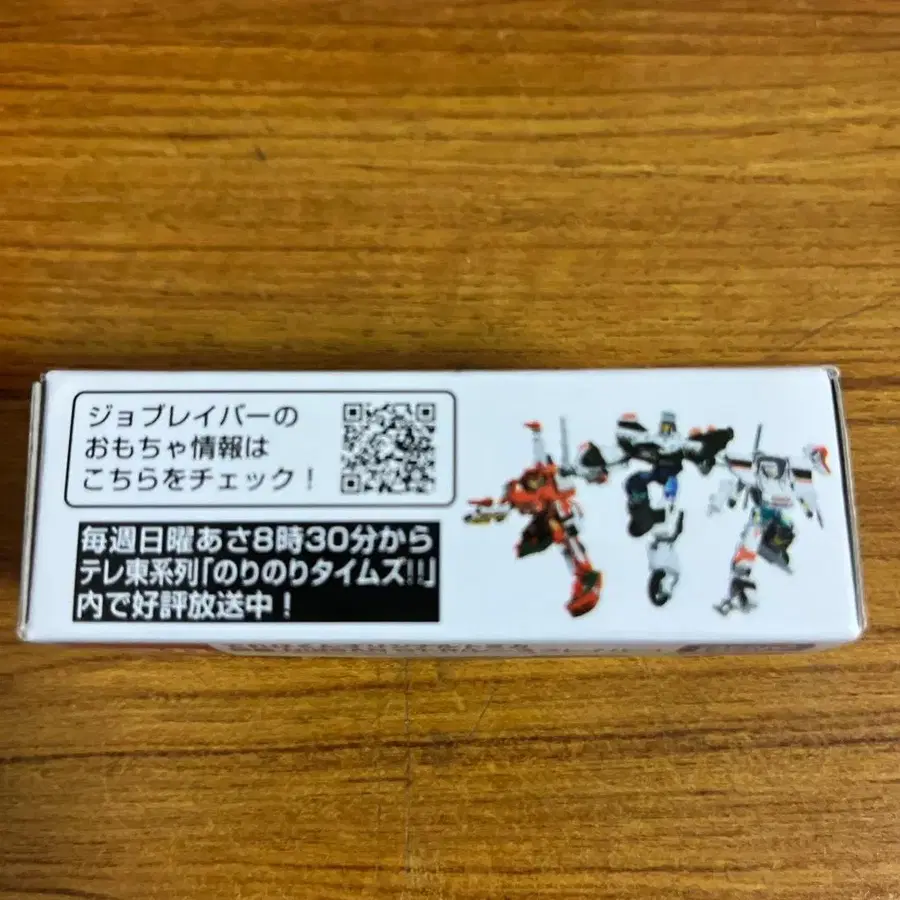 ジョブレイバーの
おもちゃ情報は
こちらをチェック！
毎週日曜あさ8時30分から
テレ東系列「のりのりタイムズ!!」
内で好評放送中！